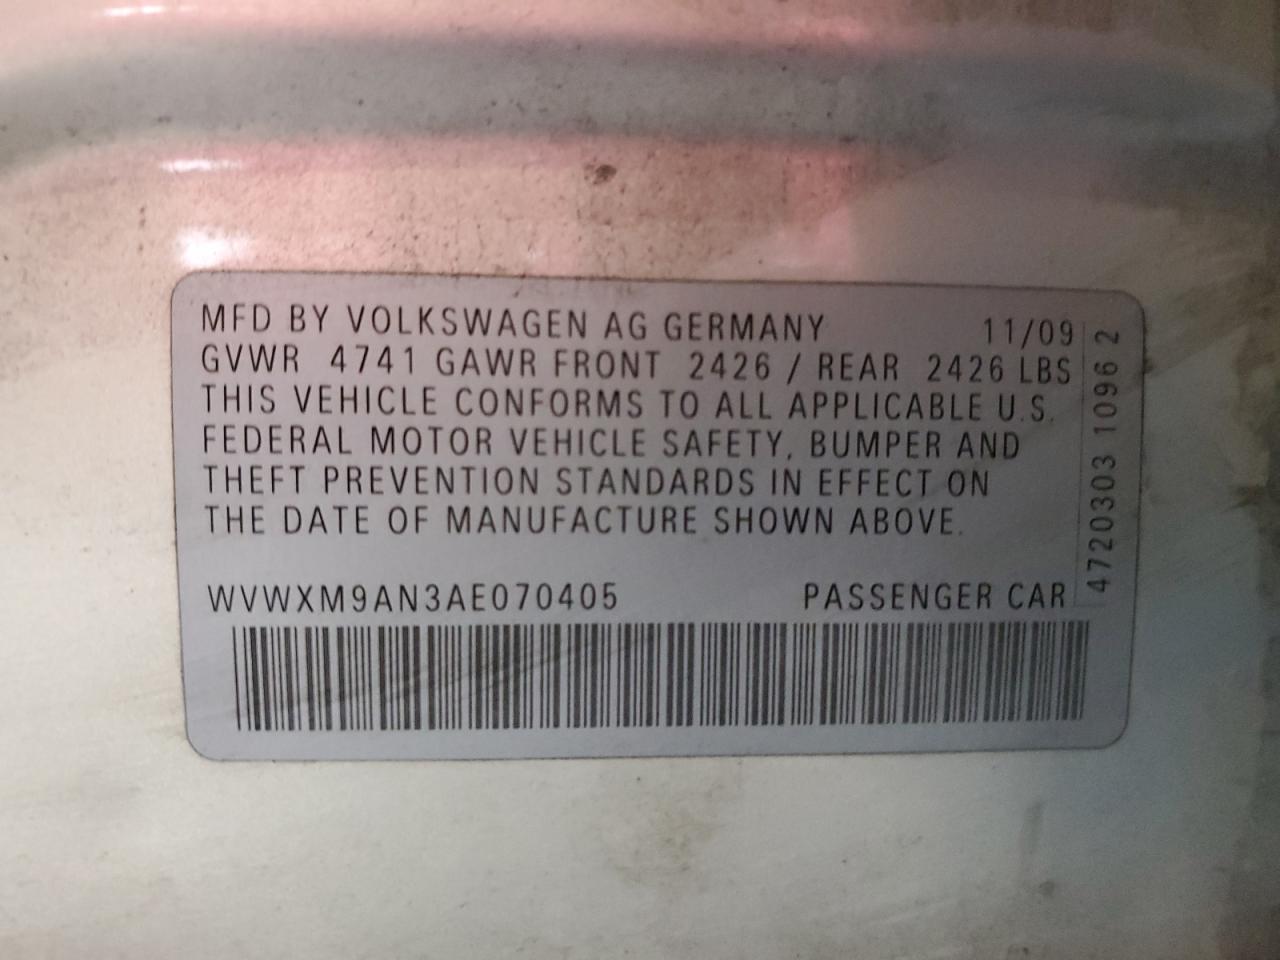 MFD BY VOLKSWAGEN AG GERMANY 11/09
GVWR 4741 GAWR FRONT 2426 / REAR 2426 LBS
THIS VEHICLE CONFORMS TO ALL APPLICABLE U.S.
FEDERAL MOTOR VEHICLE SAFETY, BUMPER AND
THEFT PREVENTION STANDARDS IN EFFECT ON
THE DATE OF MANUFACTURE SHOWN ABOVE.
WVWXM9AN3AE070405 PASSENGER CAR
4720303 1096 2